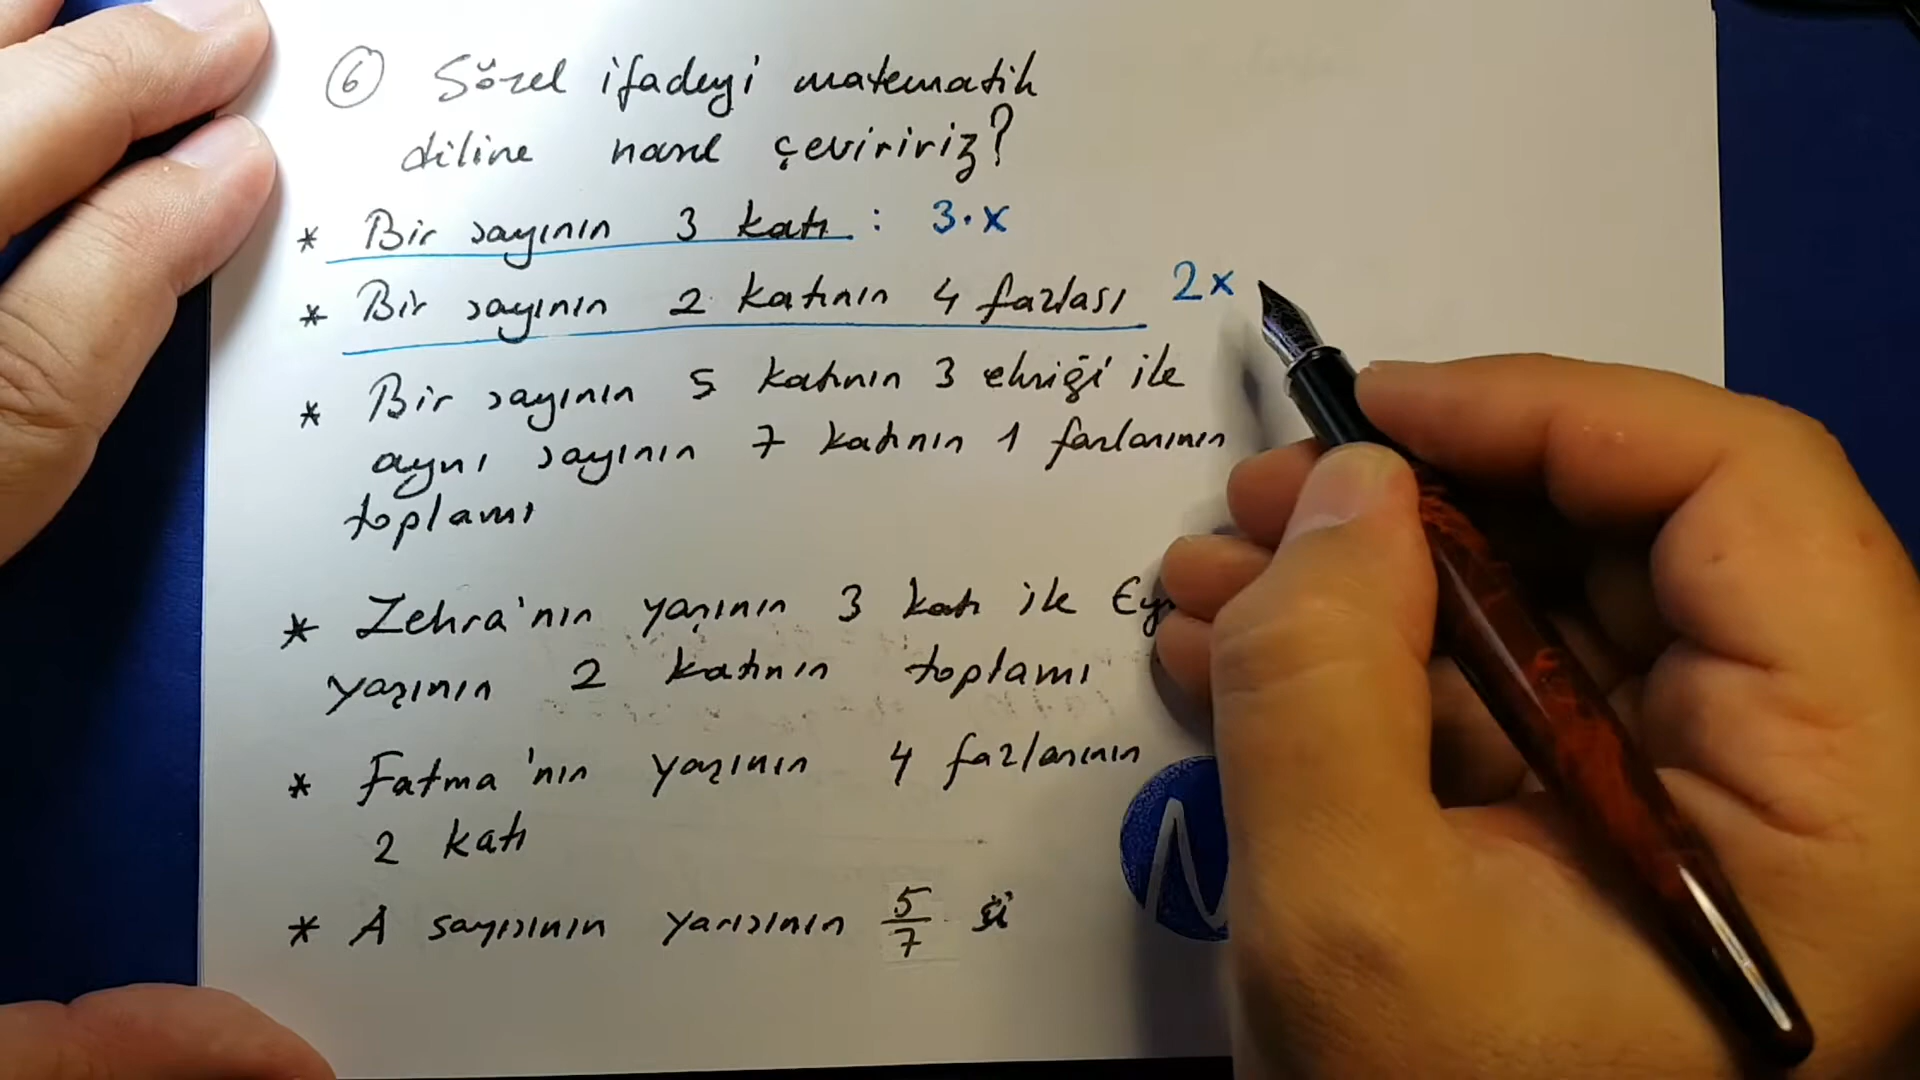 6 Sözel ifadeyi matematik
diline nasıl çeviririz?
* Bir sayının 3 katı : 3·x
* Bir sayının 2 katının 4 fazlası 2x
* Bir sayının 5 katının 3 eksiği ile
aynı sayının 7 katının 1 fazlasının
toplamı
* Zehra'nın yaşının 3 katı ile
yaşının 2 katının toplamı
* Fatma'nın yaşının 4 fazlasının
2 katı
* A sayısının yarısının 5/7 si